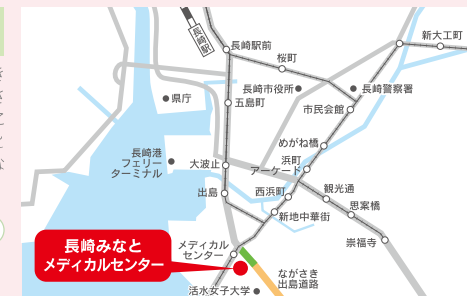 新大工町
長崎駅
長崎駅前
桜町
長崎市役所
長崎警察署
県庁
五島町
市民会館
めがね橋
長崎港
フェリー
ターミナル
大波止
浜町
アーケード
出島
西浜町
観光通
思案橋
新地中華街
崇福寺
メディカル
センター
長崎みなと
メディカルセンター
ながさき
出島道路
活水女子大学